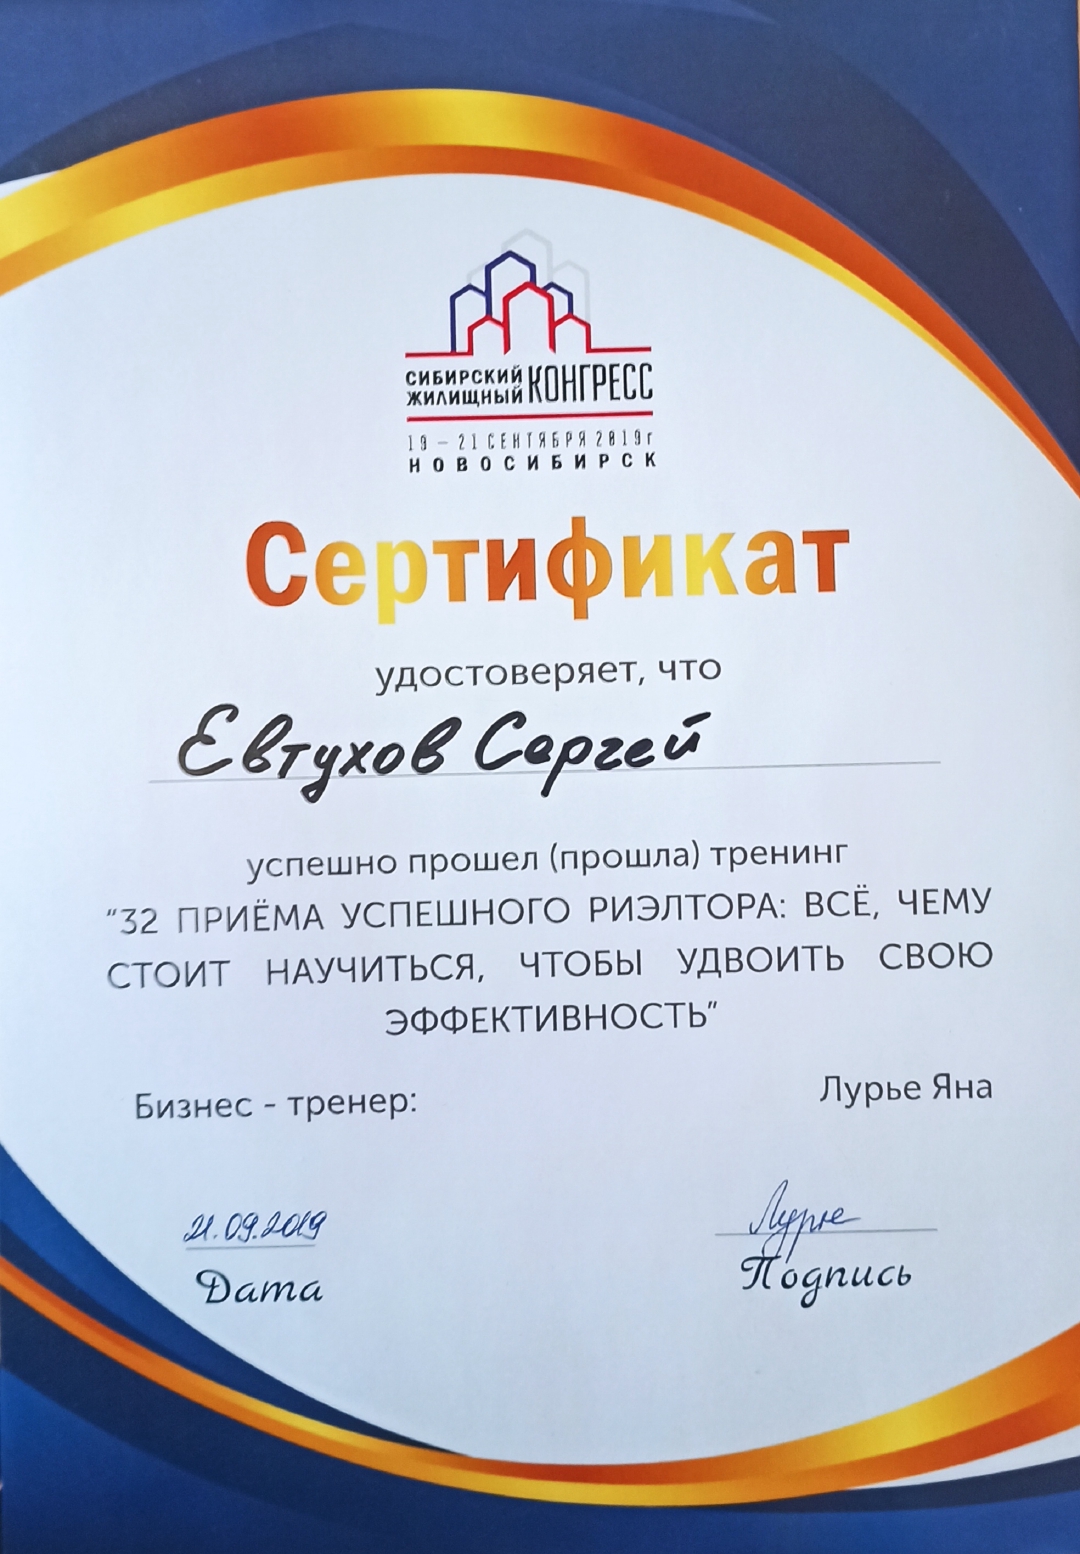 СИБИРСКИЙ
ЖИЛИЩНЫЙ КОНГРЕСС
19 – 21 СЕНТЯБРЯ 2019г
НОВОСИБИРСК
Сертификат
удостоверяет, что
Евтухов Сергей
успешно прошел (прошла) тренинг
"32 ПРИЁМА УСПЕШНОГО РИЭЛТОРА: ВСЁ, ЧЕМУ
СТОИТ НАУЧИТЬСЯ, ЧТОБЫ УДВОИТЬ СВОЮ
ЭФФЕКТИВНОСТЬ"
Бизнес - тренер: Лурье Яна
21.09.2019 Лурье
Дата Подпись